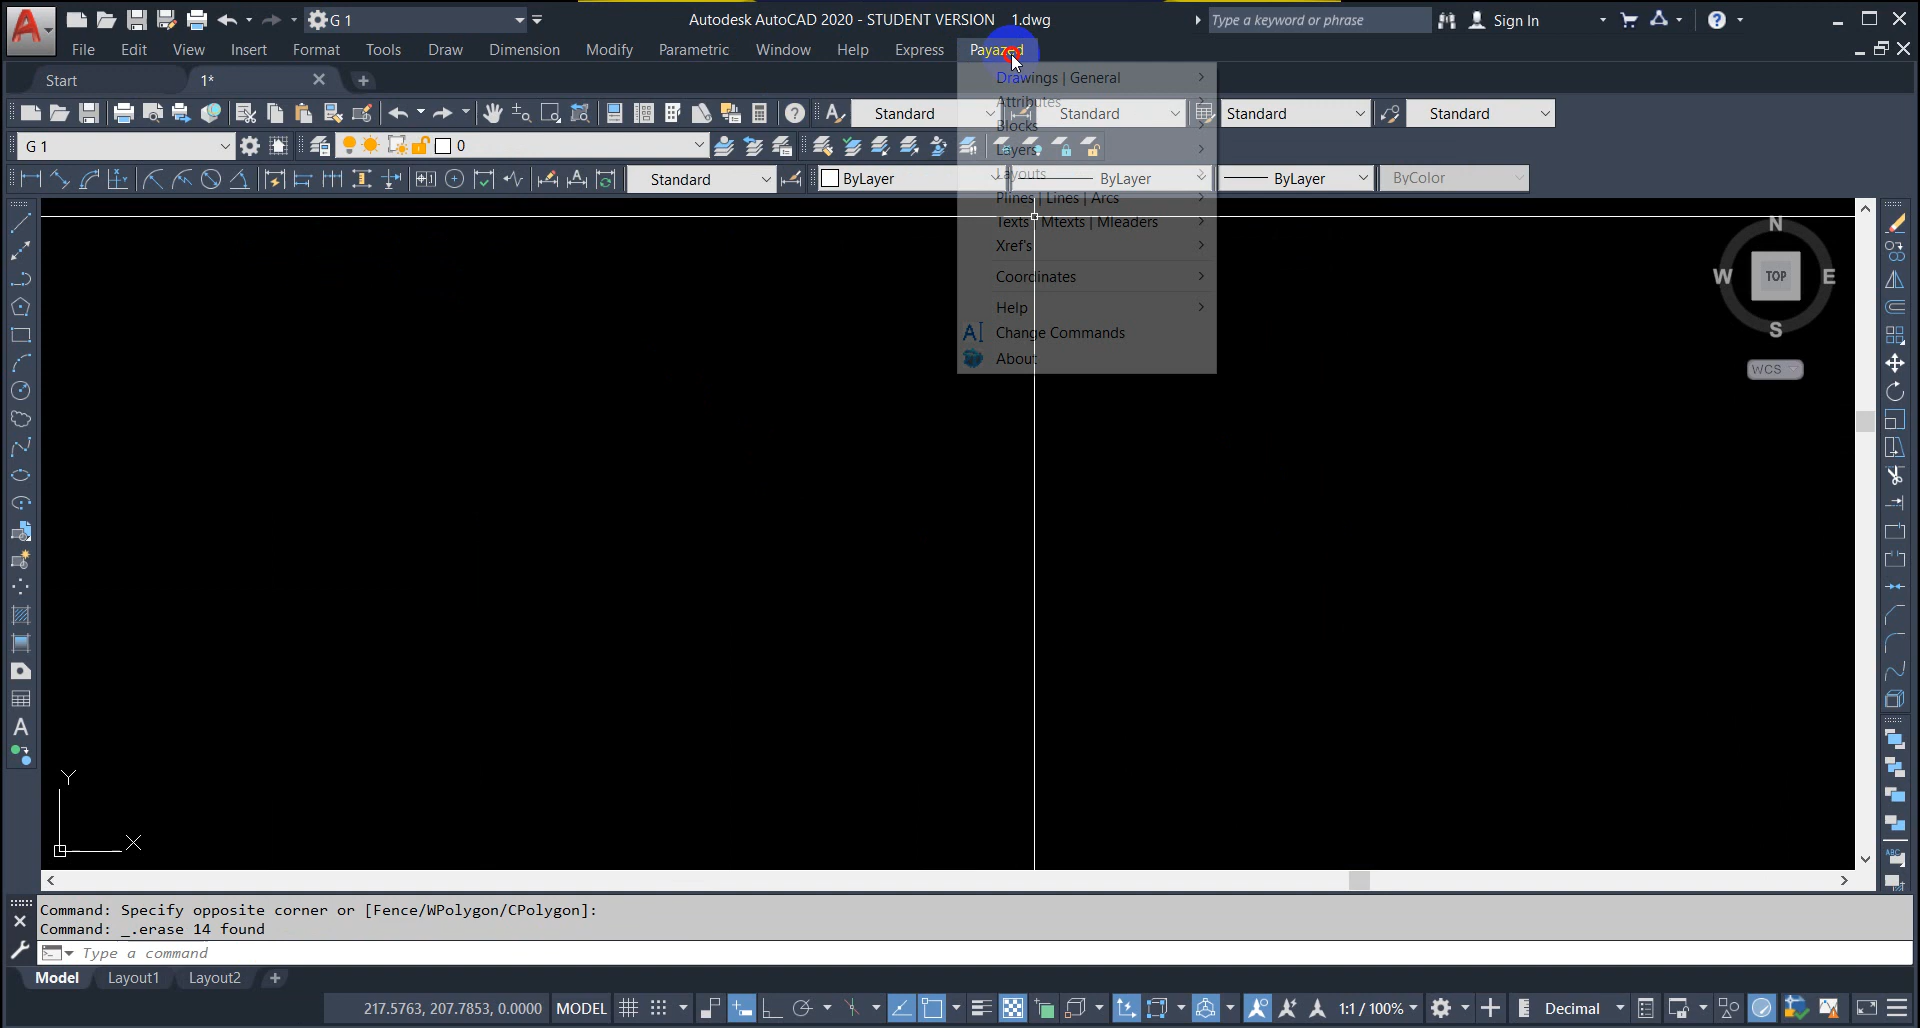 G 1
Autodesk AutoCAD 2020 - STUDENT VERSION 1.dwg
Type a keyword or phrase
Sign In
File Edit View Insert Format Tools Draw Dimension Modify Parametric Window Help Express Payazed
Start
1*
Drawings | General
Attributes
Blocks
Layers
Layouts
Plines | Lines | Arcs
Texts | Mtexts | Mleaders
Xref's
Coordinates
Help
Change Commands
About
Standard
Standard
Standard
Standard
G 1
0
Standard
ByLayer
ByLayer
ByLayer
ByColor
N
W TOP E
S
WCS
Y
X
Command: Specify opposite corner or [Fence/WPolygon/CPolygon]:
Command: _.erase 14 found
Type a command
Model Layout1 Layout2
217.5763, 207.7853, 0.0000 MODEL 1:1 / 100% Decimal